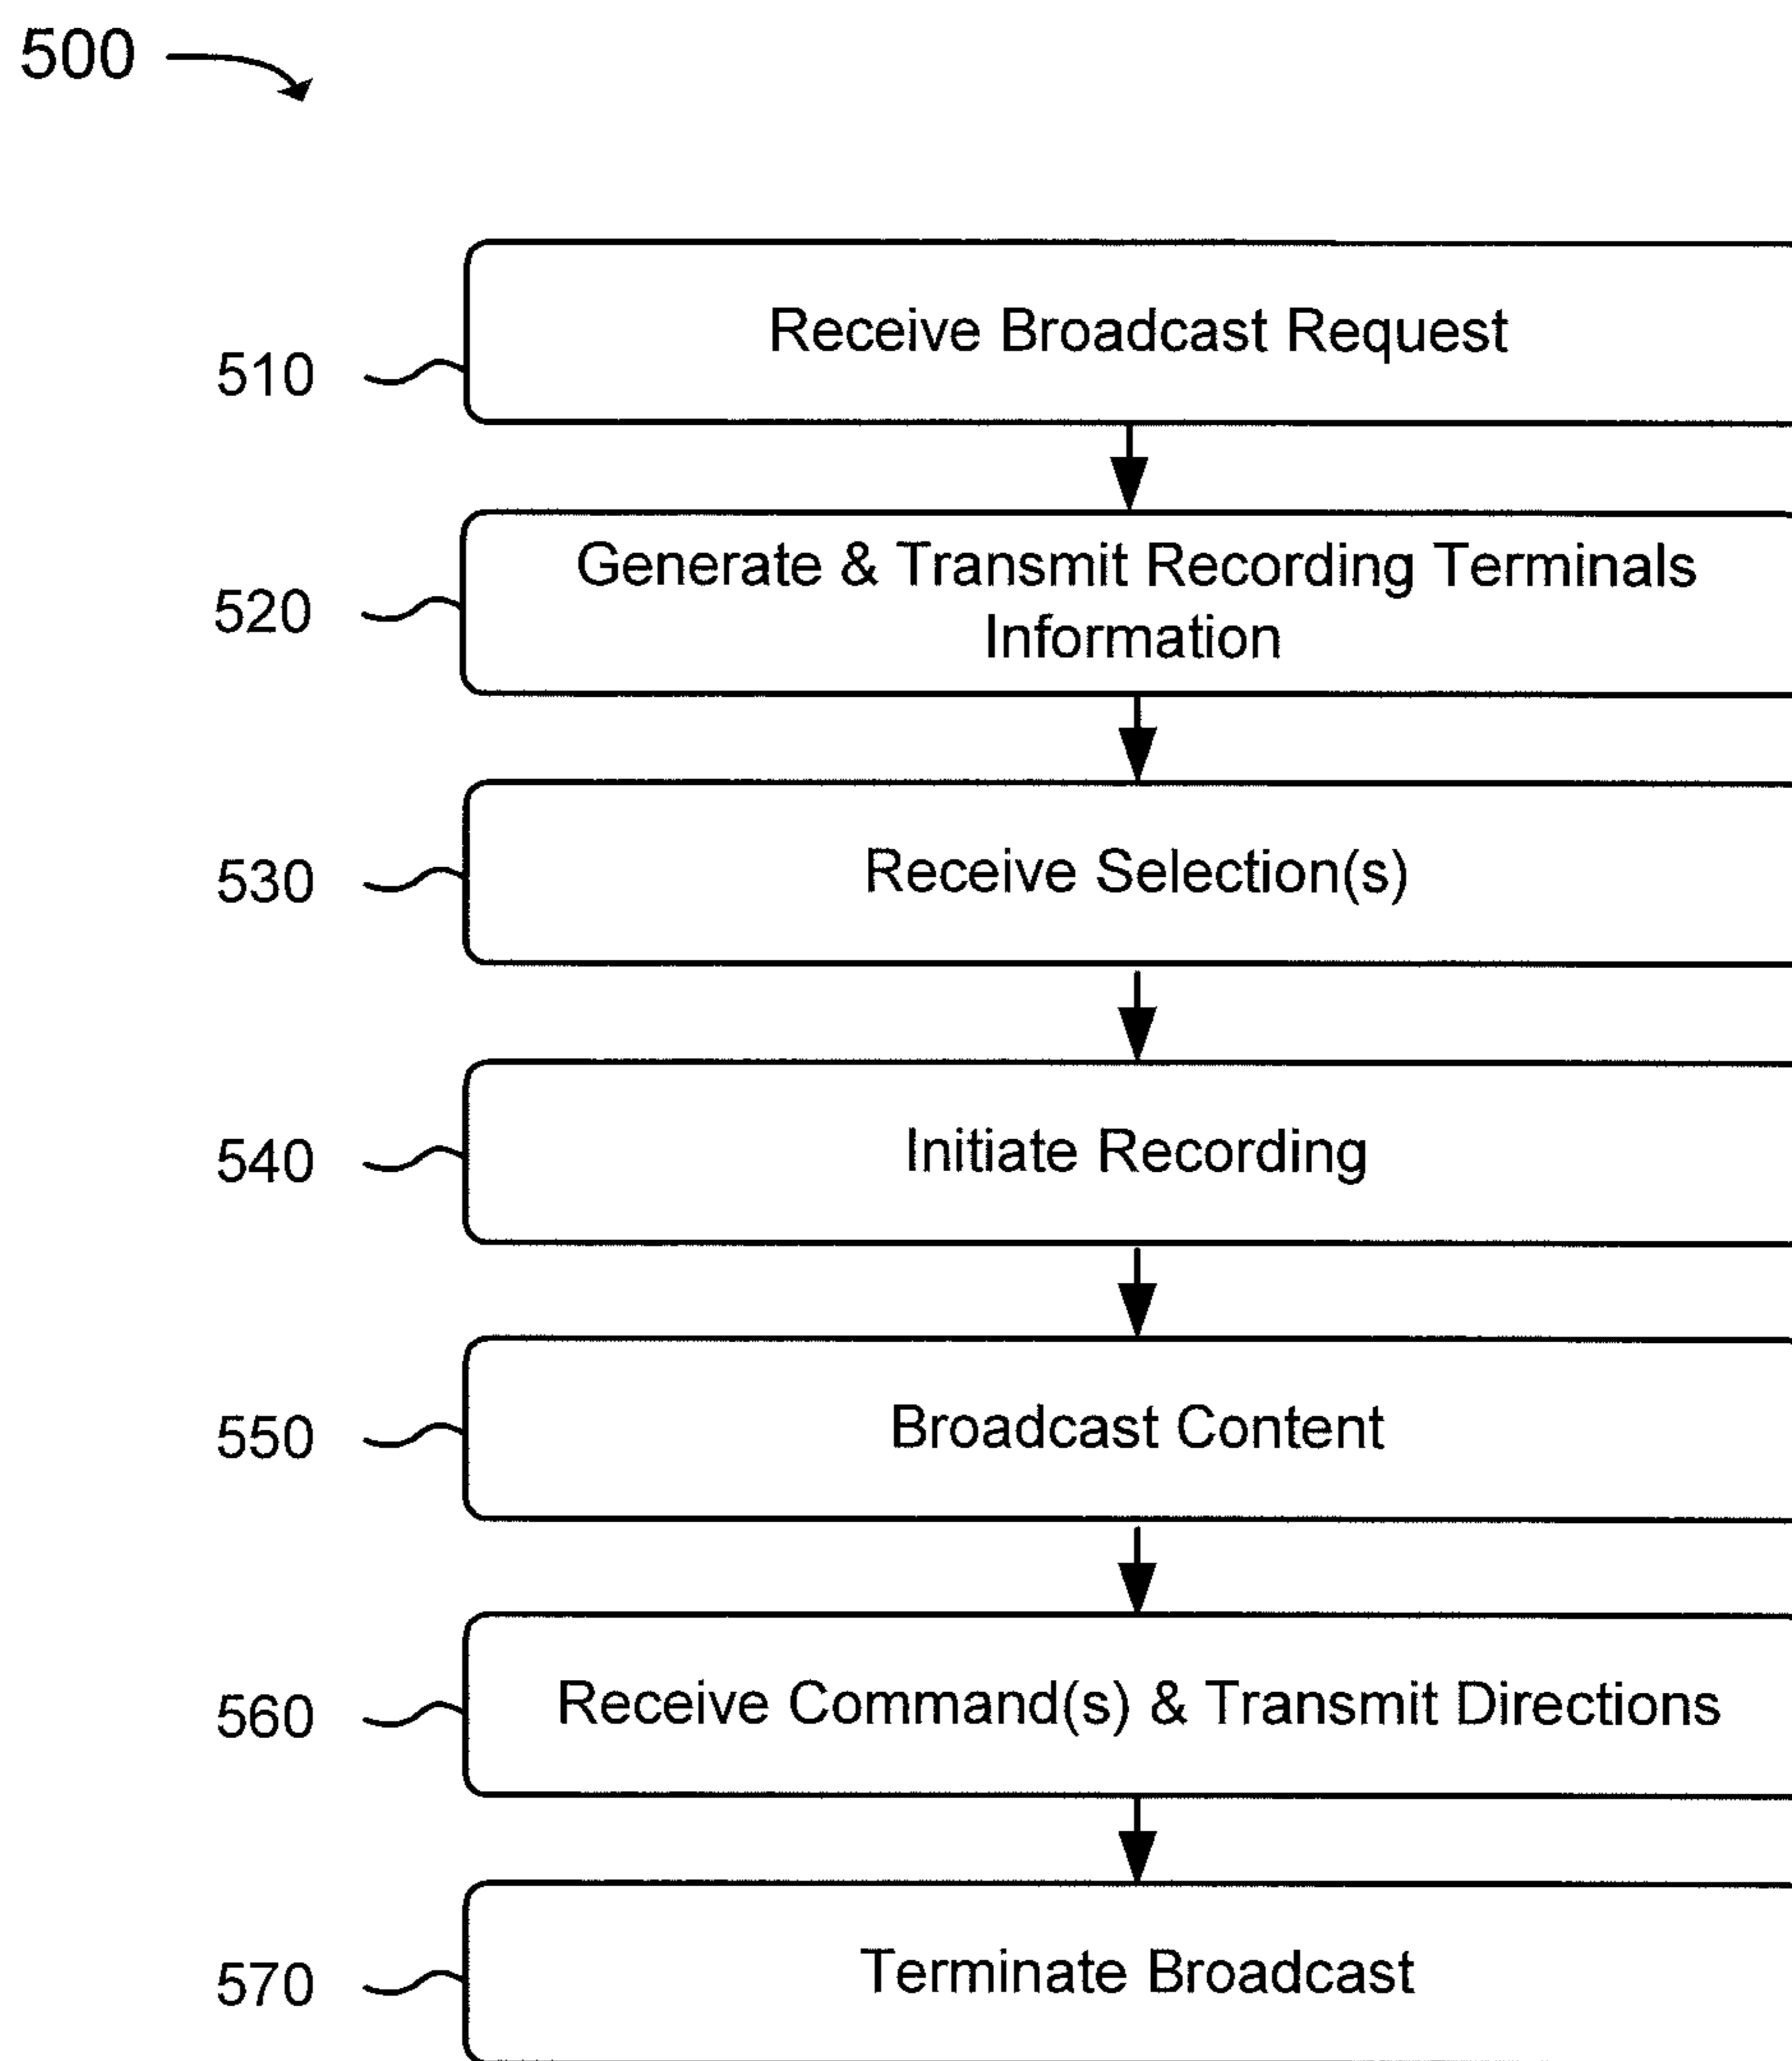 500
Receive Broadcast Request
510
Generate & Transmit Recording Terminals
Information
520
Receive Selection(s)
530
Initiate Recording
540
Broadcast Content
550
Receive Command(s) & Transmit Directions
560
Terminate Broadcast
570